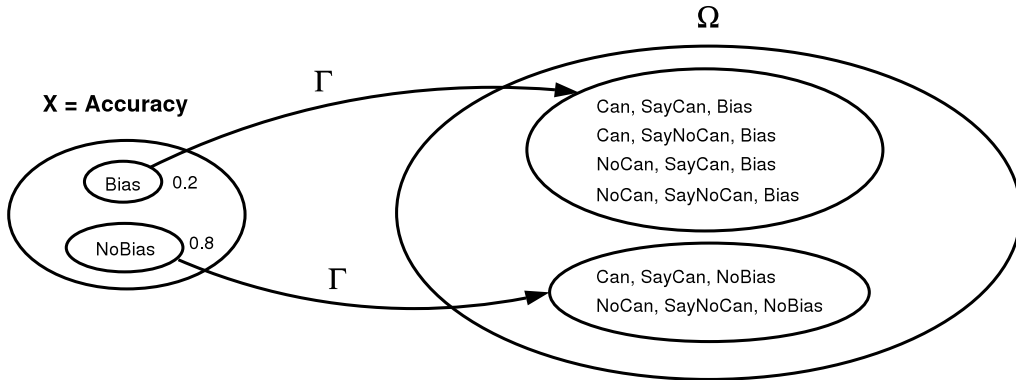 Ω
Γ
X = Accuracy
Can, SayCan, Bias
Can, SayNoCan, Bias
NoCan, SayCan, Bias
NoCan, SayNoCan, Bias
Bias
0.2
NoBias
0.8
Γ
Can, SayCan, NoBias
NoCan, SayNoCan, NoBias